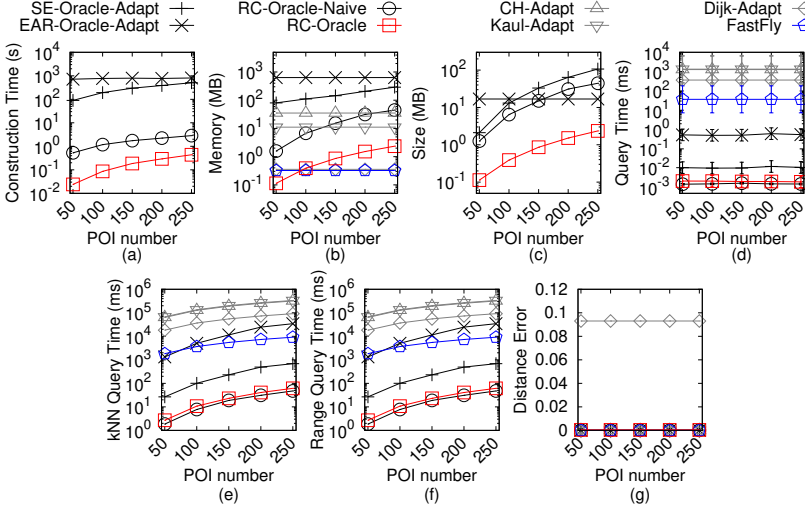 SE-Oracle-Adapt RC-Oracle-Naive CH-Adapt Dijk-Adapt
EAR-Oracle-Adapt RC-Oracle Kaul-Adapt FastFly
Construction Time (s)
10^3
10^2
10^1
10^0
10^-1
10^-2
50 100 150 200 250
POI number
(a)
Memory (MB)
10^3
10^2
10^1
10^0
10^-1
50 100 150 200 250
POI number
(b)
Size (MB)
10^2
10^1
10^0
10^-1
50 100 150 200 250
POI number
(c)
Query Time (ms)
10^3
10^2
10^1
10^0
10^-1
10^-2
10^-3
50 100 150 200 250
POI number
(d)
kNN Query Time (ms)
10^6
10^5
10^4
10^3
10^2
10^1
10^0
50 100 150 200 250
POI number
(e)
Range Query Time (ms)
10^6
10^5
10^4
10^3
10^2
10^1
10^0
50 100 150 200 250
POI number
(f)
Distance Error
0.12
0.1
0.08
0.06
0.04
0.02
0
50 100 150 200 250
POI number
(g)